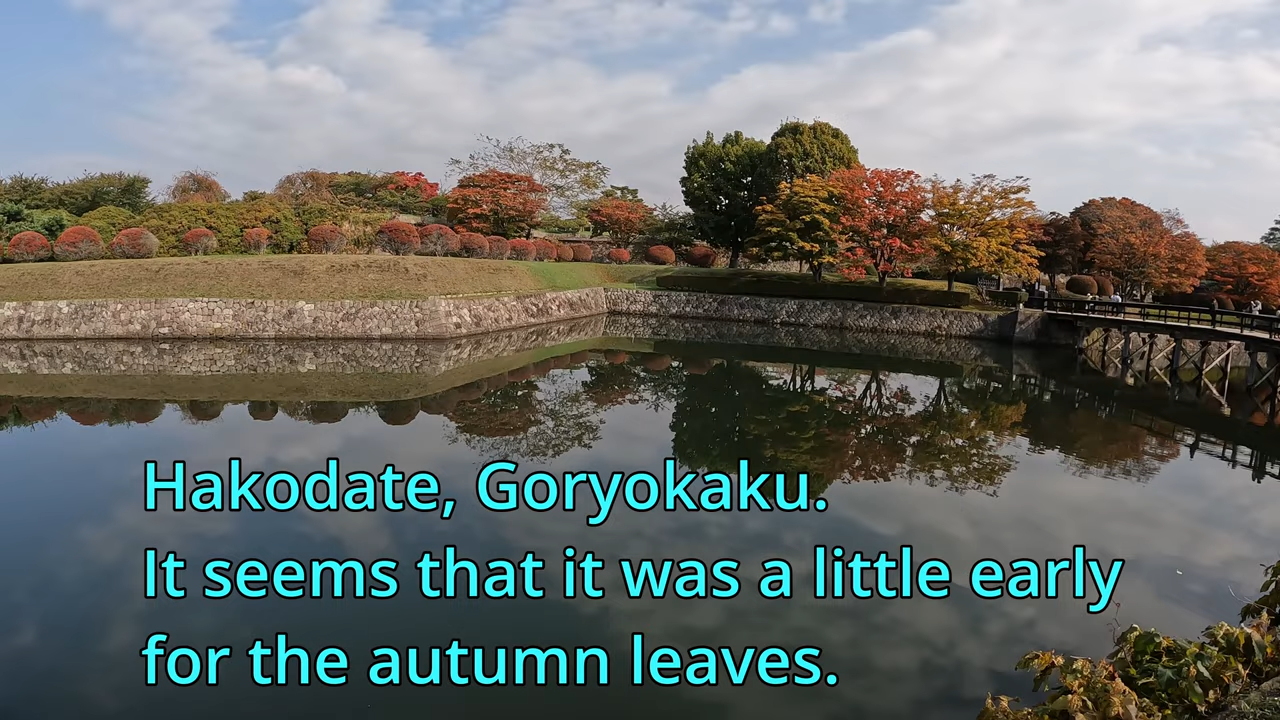 Hakodate, Goryokaku.
It seems that it was a little early
for the autumn leaves.